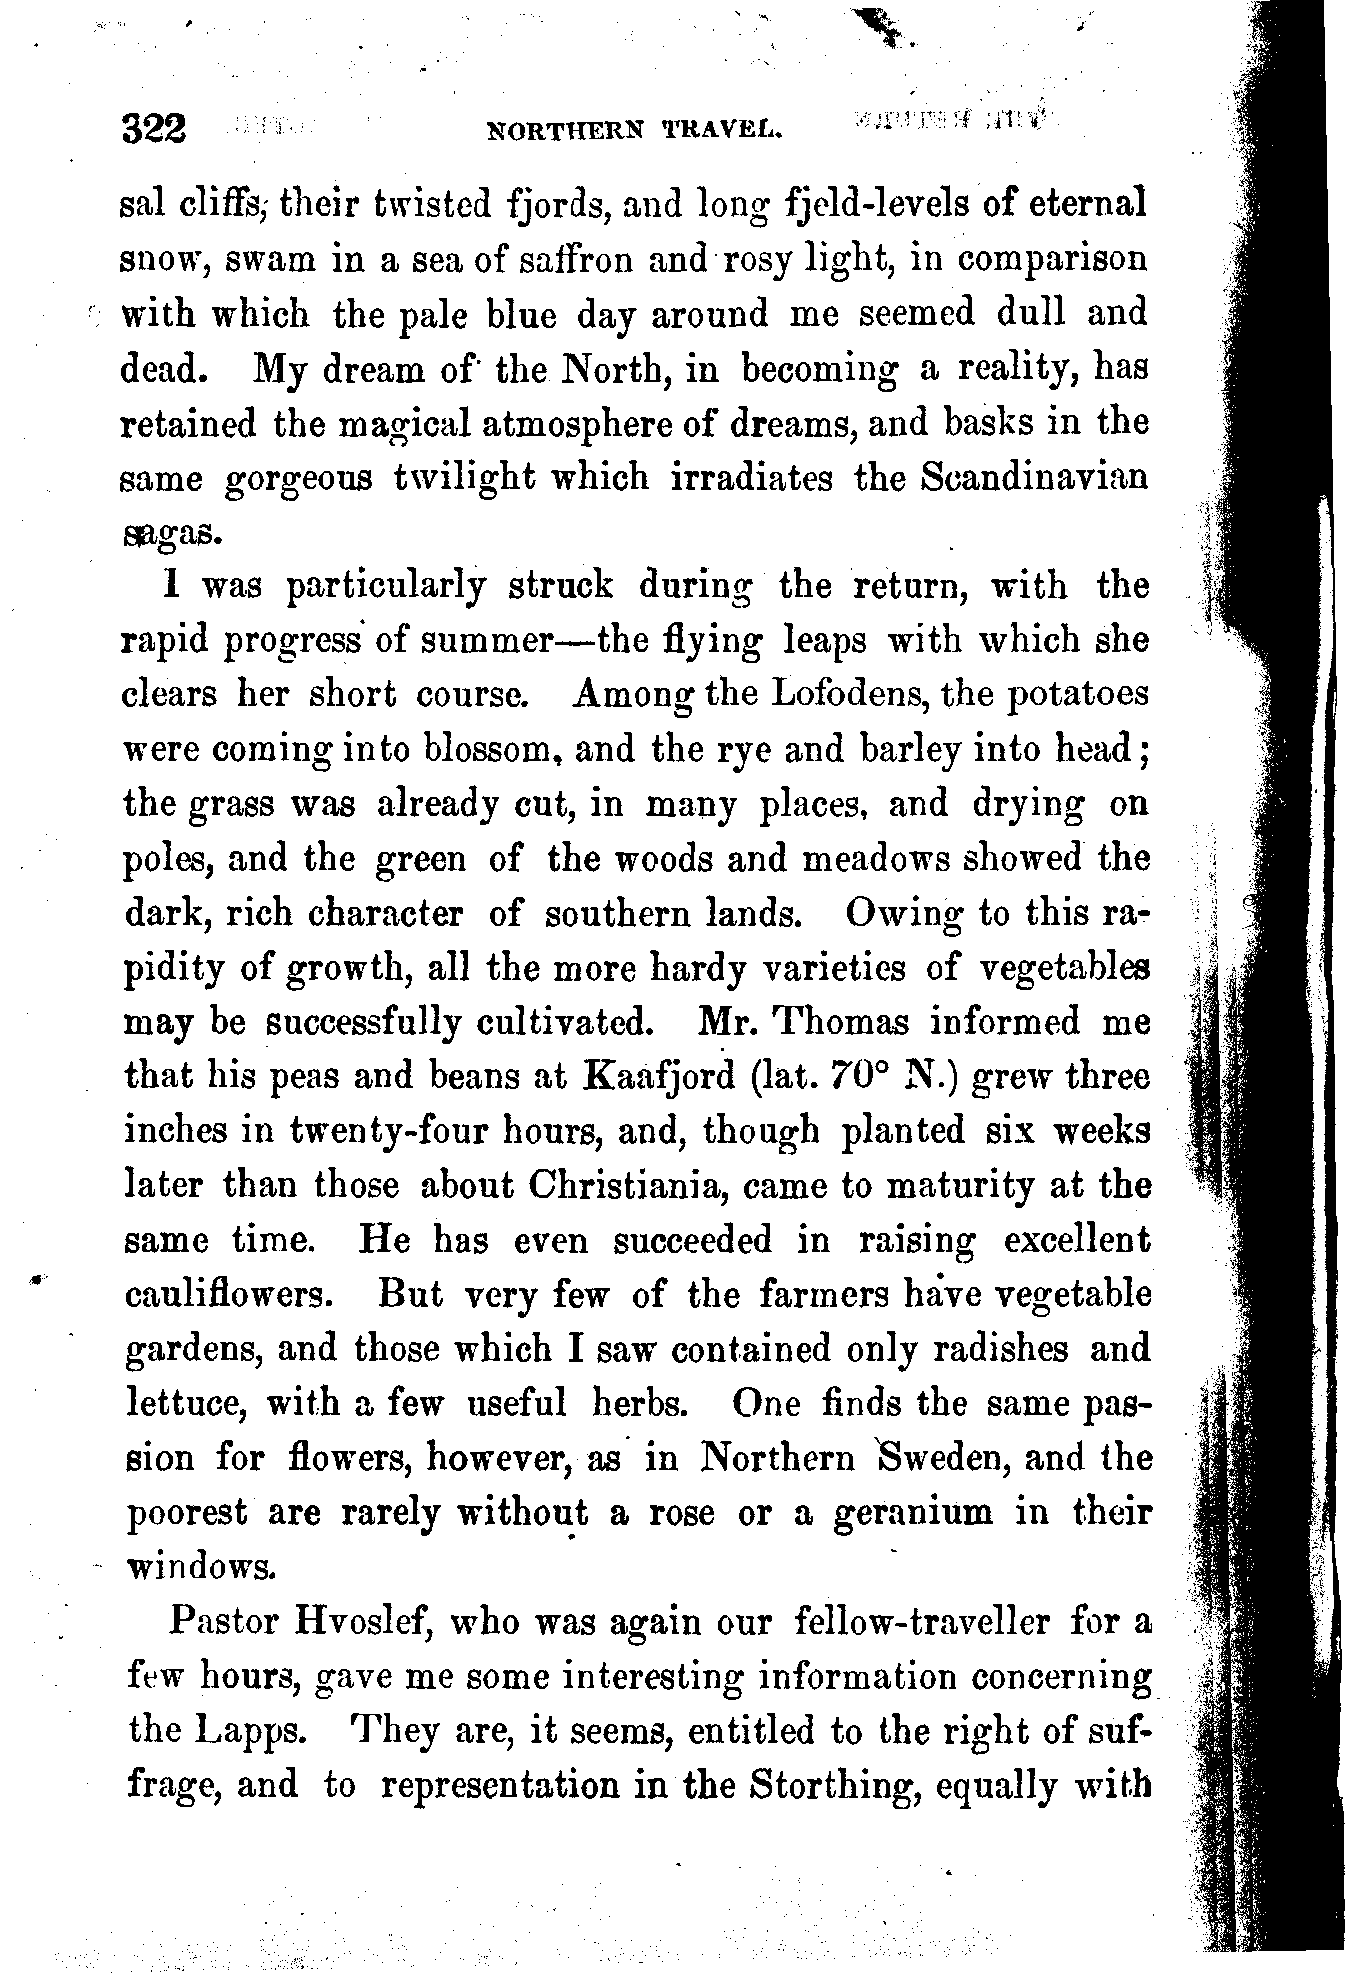 322 NORTHERN TRAVEL.
sal cliffs, their twisted fjords, and long fjeld-levels of eternal
snow, swam in a sea of saffron and rosy light, in comparison
with which the pale blue day around me seemed dull and
dead. My dream of the North, in becoming a reality, has
retained the magical atmosphere of dreams, and basks in the
same gorgeous twilight which irradiates the Scandinavian
sagas.
I was particularly struck during the return, with the
rapid progress of summer—the flying leaps with which she
clears her short course. Among the Lofodens, the potatoes
were coming into blossom, and the rye and barley into head;
the grass was already cut, in many places, and drying on
poles, and the green of the woods and meadows showed the
dark, rich character of southern lands. Owing to this ra-
pidity of growth, all the more hardy varieties of vegetables
may be successfully cultivated. Mr. Thomas informed me
that his peas and beans at Kaafjord (lat. 70° N.) grew three
inches in twenty-four hours, and, though planted six weeks
later than those about Christiania, came to maturity at the
same time. He has even succeeded in raising excellent
cauliflowers. But very few of the farmers have vegetable
gardens, and those which I saw contained only radishes and
lettuce, with a few useful herbs. One finds the same pas-
sion for flowers, however, as in Northern Sweden, and the
poorest are rarely without a rose or a geranium in their
windows.
Pastor Hvoslef, who was again our fellow-traveller for a
few hours, gave me some interesting information concerning
the Lapps. They are, it seems, entitled to the right of suf-
frage, and to representation in the Storthing, equally with